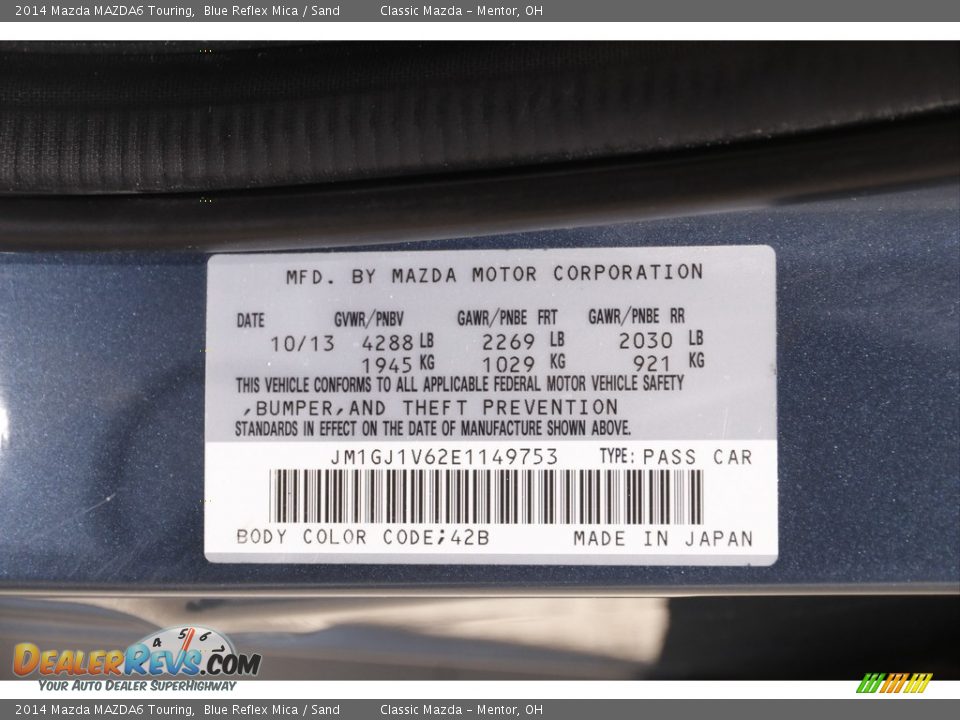 2014 Mazda MAZDA6 Touring,  Blue Reflex Mica / Sand          Classic Mazda - Mentor, OH
MFD. BY MAZDA MOTOR CORPORATION
DATE GVWR/PNBV GAWR/PNBE FRT GAWR/PNBE RR
10/13 4288 LB 2269 LB 2030 LB
1945 KG 1029 KG 921 KG
THIS VEHICLE CONFORMS TO ALL APPLICABLE FEDERAL MOTOR VEHICLE SAFETY
,BUMPER,AND THEFT PREVENTION
STANDARDS IN EFFECT ON THE DATE OF MANUFACTURE SHOWN ABOVE.
JM1GJ1V62E1149753 TYPE: PASS CAR
BODY COLOR CODE;42B MADE IN JAPAN
4 5 6
DEALERREVS.COM
YOUR AUTO DEALER SUPERHIGHWAY
2014 Mazda MAZDA6 Touring,  Blue Reflex Mica / Sand          Classic Mazda - Mentor, OH